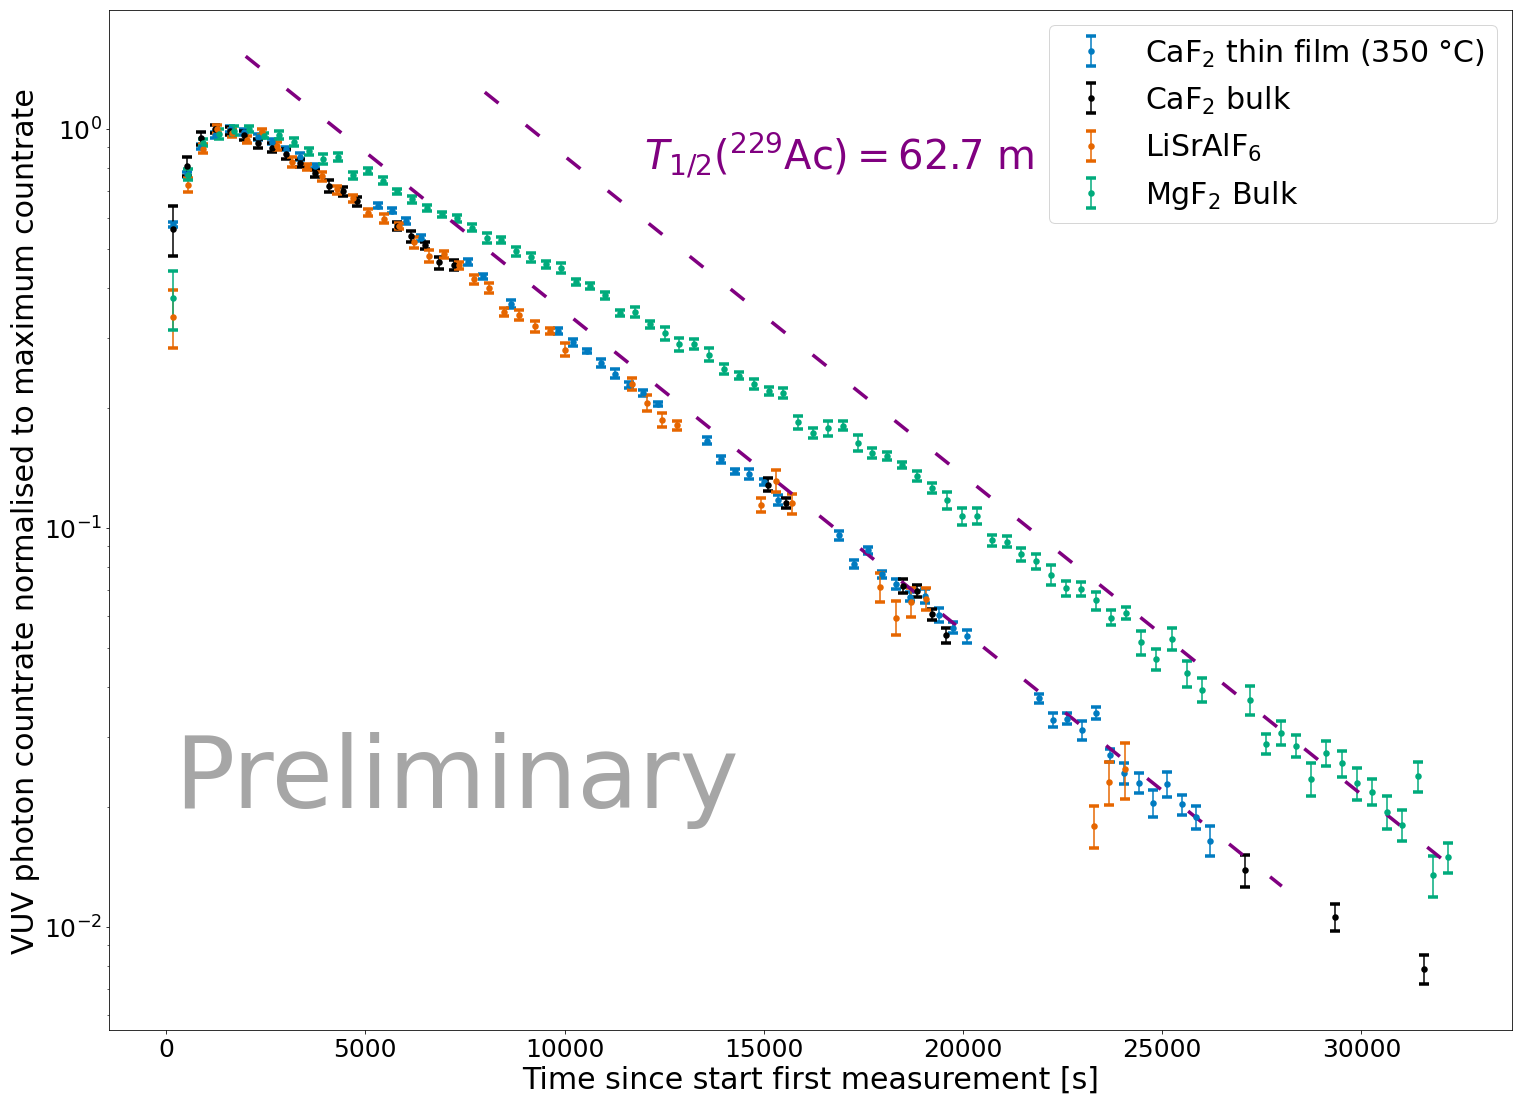 CaF₂ thin film (350 °C)
CaF₂ bulk
LiSrAlF₆
MgF₂ Bulk
T₁/₂(²²⁹Ac) = 62.7 m
Preliminary
VUV photon countrate normalised to maximum countrate
10⁰
10⁻¹
10⁻²
0 5000 10000 15000 20000 25000 30000
Time since start first measurement [s]